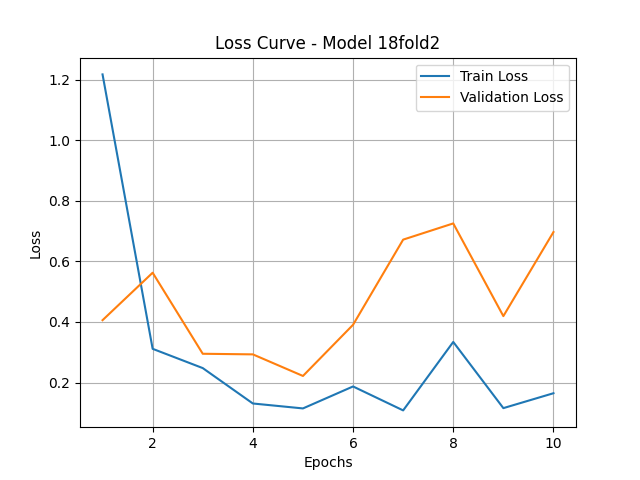 Loss Curve - Model 18fold2
Train Loss
Validation Loss
1.2
1.0
0.8
0.6
0.4
0.2
Loss
2 4 6 8 10
Epochs